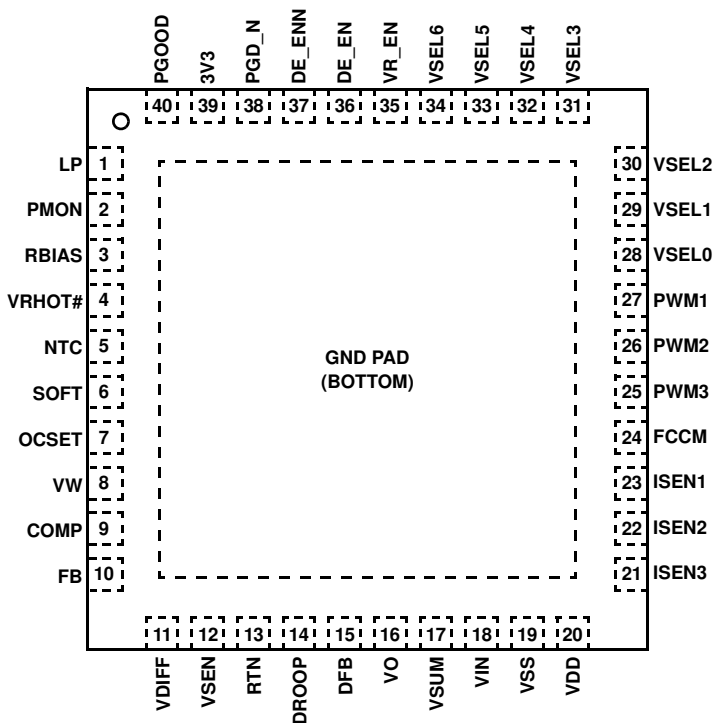 PGOOD
3V3
PGD_N
DE_ENN
DE_EN
VR_EN
VSEL6
VSEL5
VSEL4
VSEL3
40 39 38 37 36 35 34 33 32 31
LP 1
PMON 2
RBIAS 3
VRHOT# 4
NTC 5
SOFT 6
OCSET 7
VW 8
COMP 9
FB 10
GND PAD
(BOTTOM)
30 VSEL2
29 VSEL1
28 VSEL0
27 PWM1
26 PWM2
25 PWM3
24 FCCM
23 ISEN1
22 ISEN2
21 ISEN3
11 12 13 14 15 16 17 18 19 20
VDIFF
VSEN
RTN
DROOP
DFB
VO
VSUM
VIN
VSS
VDD